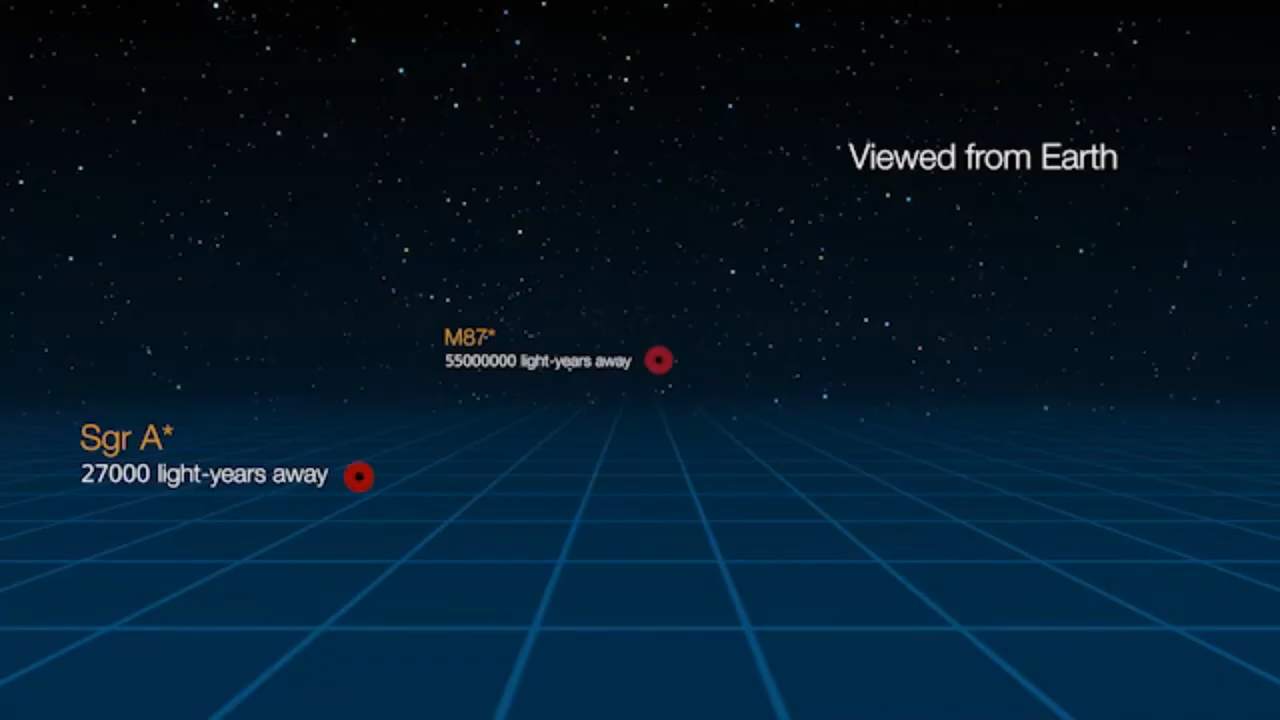 Viewed from Earth
M87*
55000000 light-years away
Sgr A*
27000 light-years away